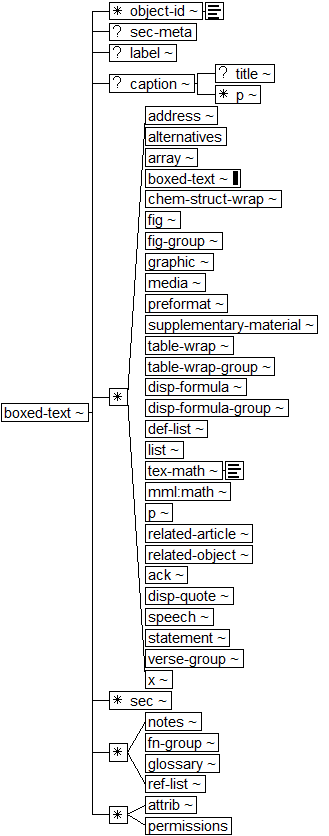 * object-id ~
? sec-meta
? label ~
? caption ~
? title ~
* p ~
address ~
alternatives
array ~
boxed-text ~
chem-struct-wrap ~
fig ~
fig-group ~
graphic ~
media ~
preformat ~
supplementary-material ~
table-wrap ~
table-wrap-group ~
disp-formula ~
disp-formula-group ~
def-list ~
list ~
tex-math ~
mml:math ~
p ~
related-article ~
related-object ~
ack ~
disp-quote ~
speech ~
statement ~
verse-group ~
x ~
*
boxed-text ~
* sec ~
notes ~
fn-group ~
glossary ~
ref-list ~
*
attrib ~
permissions
*